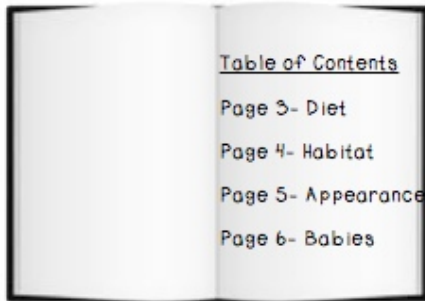 Table of Contents
Page 3- Diet
Page 4- Habitat
Page 5- Appearance
Page 6- Babies